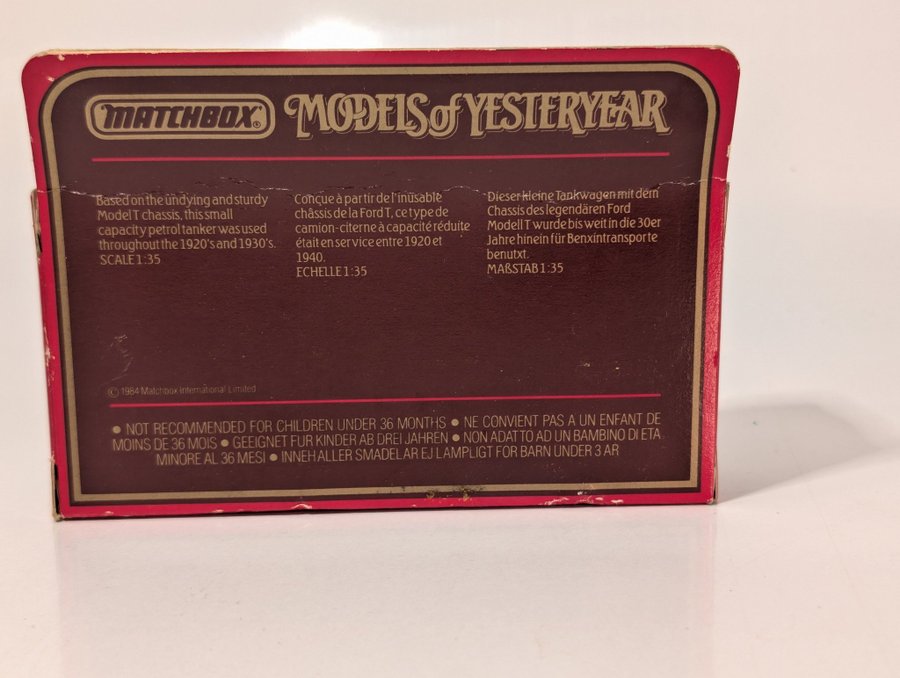 MATCHBOX® MODELS of YESTERYEAR
Based on the undying and sturdy
Model T chassis, this small
capacity petrol tanker was used
throughout the 1920's and 1930's.
SCALE 1:35
Conçue à partir de l'inusable
châssis de la Ford T, ce type de
camion-citerne à capacité réduite
était en service entre 1920 et
1940.
ECHELLE 1:35
Dieser kleine Tankwagen mit dem
Chassis des legendären Ford
Modell T wurde bis weit in die 30er
Jahre hinein für Benxintransporte
benutxt.
MAßSTAB 1:35
© 1984 Matchbox International Limited
● NOT RECOMMENDED FOR CHILDREN UNDER 36 MONTHS ● NE CONVIENT PAS A UN ENFANT DE
MOINS DE 36 MOIS ● GEEIGNET FUR KINDER AB DREI JAHREN ● NON ADATTO AD UN BAMBINO DI ETA
MINORE AL 36 MESI ● INNEHALLER SMADELAR EJ LAMPLIGT FOR BARN UNDER 3 AR